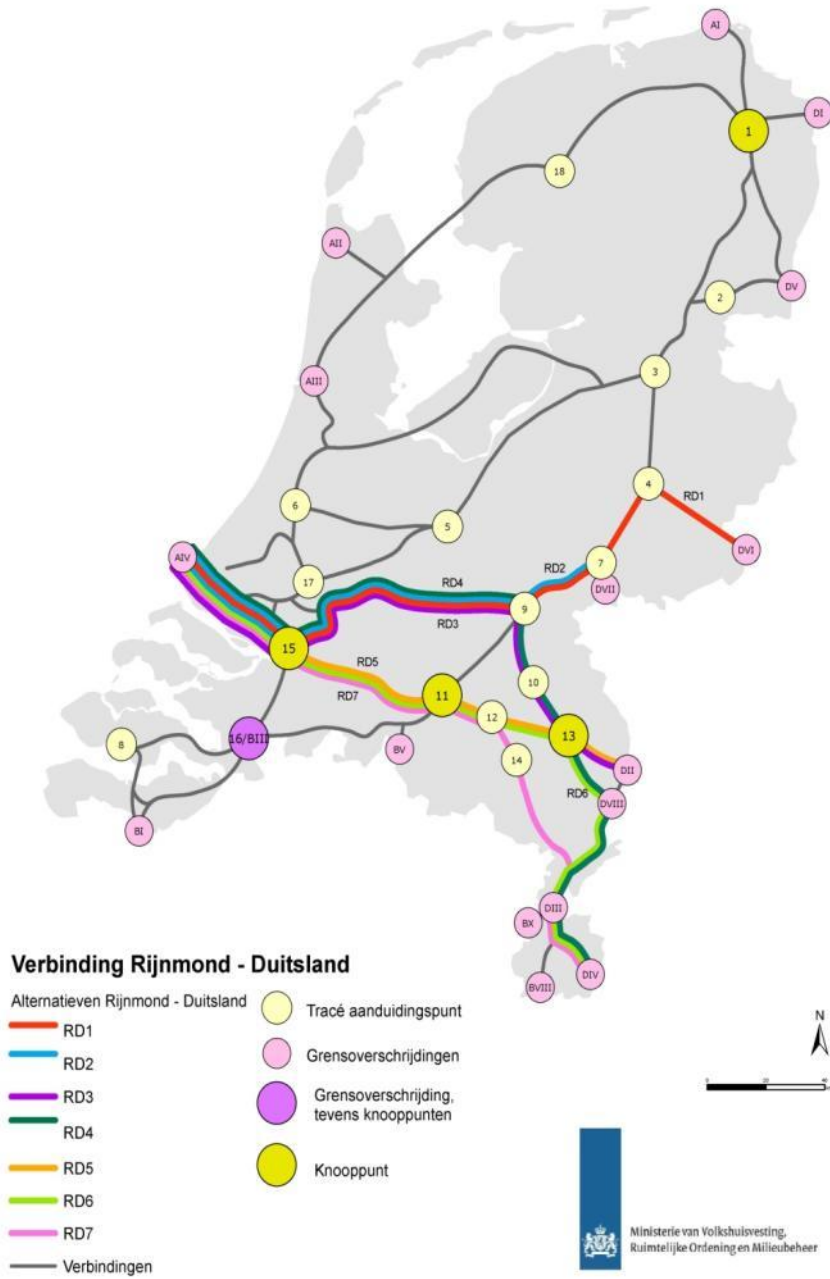 AI
DI
1
18
AII
DV
2
AIII
3
4
RD1
6
5
AIV
DVI
RD2
7
17
DVII
RD4
9
RD3
15
RD5
10
RD7
11
12
16/BIII
13
8
BV
14
DII
RD6
DVIII
BI
DIII
BX
DIV
BVIII
Verbinding Rijnmond - Duitsland
Alternatieven Rijnmond - Duitsland
RD1
RD2
RD3
RD4
RD5
RD6
RD7
Verbindingen
Tracé aanduidingspunt
Grensoverschrijdingen
Grensoverschrijding,
tevens knooppunten
Knooppunt
N
0
20
Ministerie van Volkshuisvesting,
Ruimtelijke Ordening en Milieubeheer